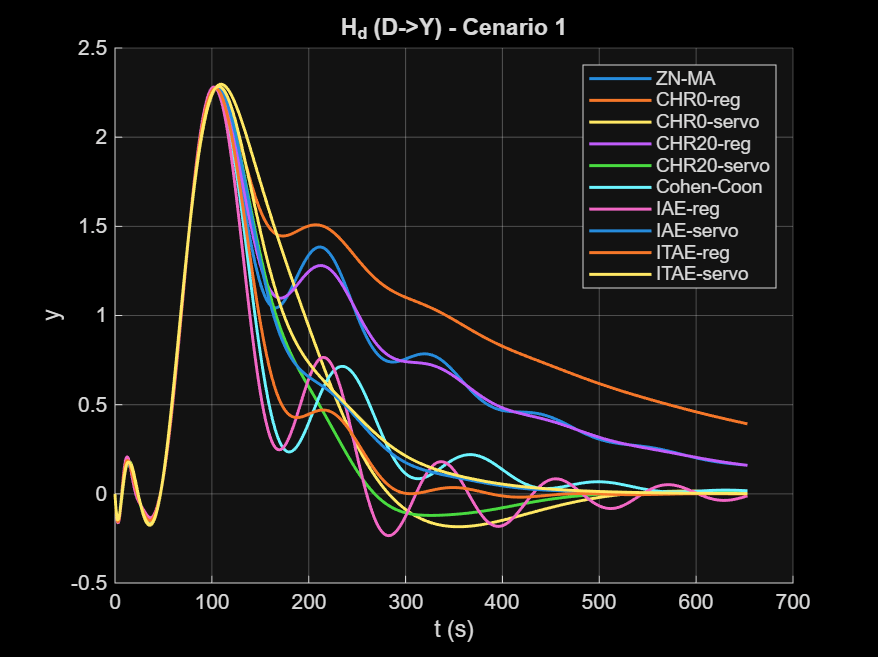 H_d (D->Y) - Cenario 1
2.5
2
1.5
1
0.5
0
-0.5
y
ZN-MA
CHR0-reg
CHR0-servo
CHR20-reg
CHR20-servo
Cohen-Coon
IAE-reg
IAE-servo
ITAE-reg
ITAE-servo
0 100 200 300 400 500 600 700
t (s)